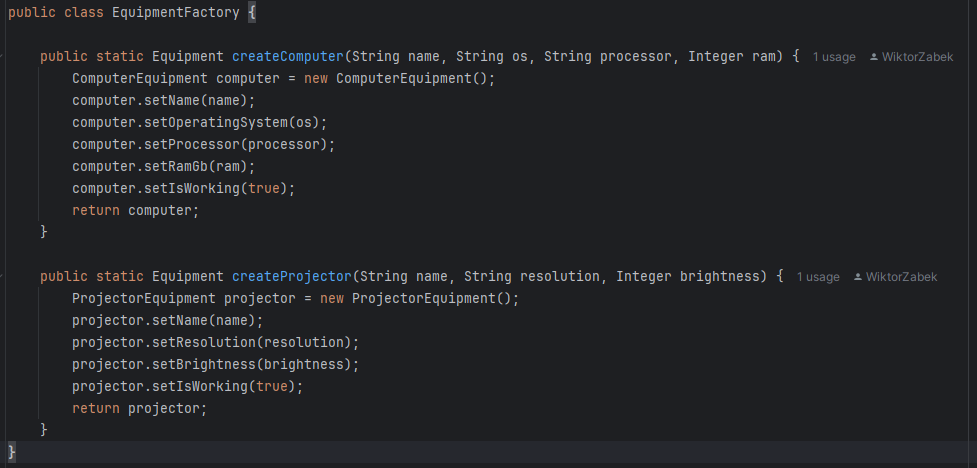 public class EquipmentFactory {
public static Equipment createComputer(String name, String os, String processor, Integer ram) { 1 usage WiktorZabek
ComputerEquipment computer = new ComputerEquipment();
computer.setName(name);
computer.setOperatingSystem(os);
computer.setProcessor(processor);
computer.setRamGb(ram);
computer.setIsWorking(true);
return computer;
}
public static Equipment createProjector(String name, String resolution, Integer brightness) { 1 usage WiktorZabek
ProjectorEquipment projector = new ProjectorEquipment();
projector.setName(name);
projector.setResolution(resolution);
projector.setBrightness(brightness);
projector.setIsWorking(true);
return projector;
}
}